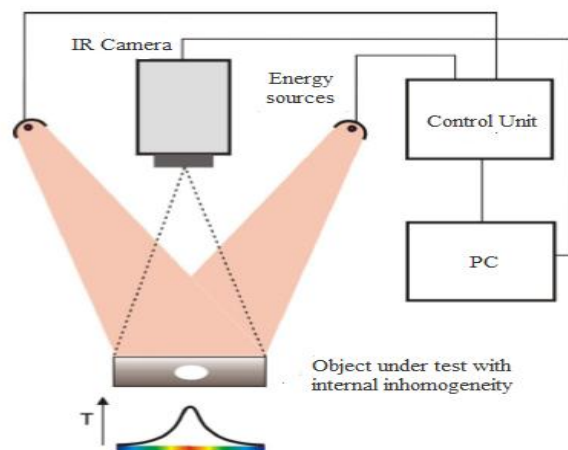 IR Camera
Energy
sources
Control Unit
PC
Object under test with
internal inhomogeneity
T